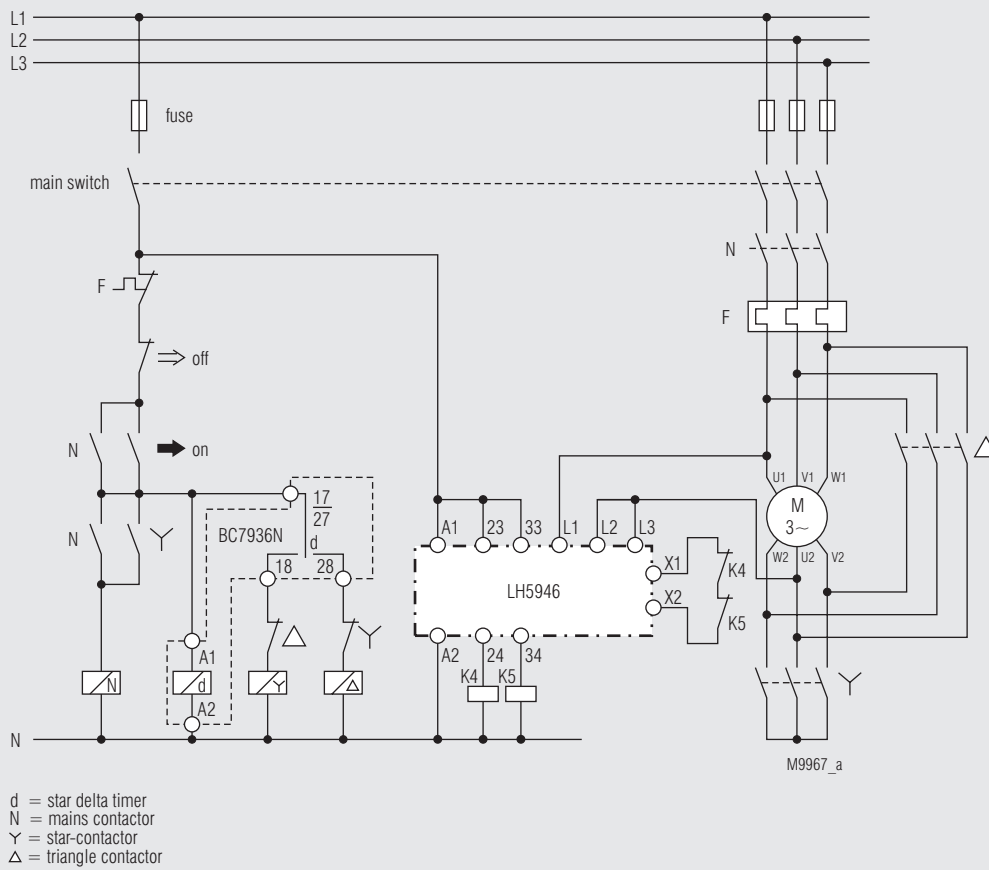 L1
L2
L3
fuse
main switch
N
F
F
off
N
on
U1 V1 W1
17
27
BC7936N
d
A1 23 33 L1 L2 L3
M
3~
N
18 28
W2 U2 V2
X1
K4
LH5946
X2
K5
A1
A2 24 34
N
d
K4 K5
A2
N
M9967_a
d = star delta timer
N = mains contactor
Y = star-contactor
△ = triangle contactor